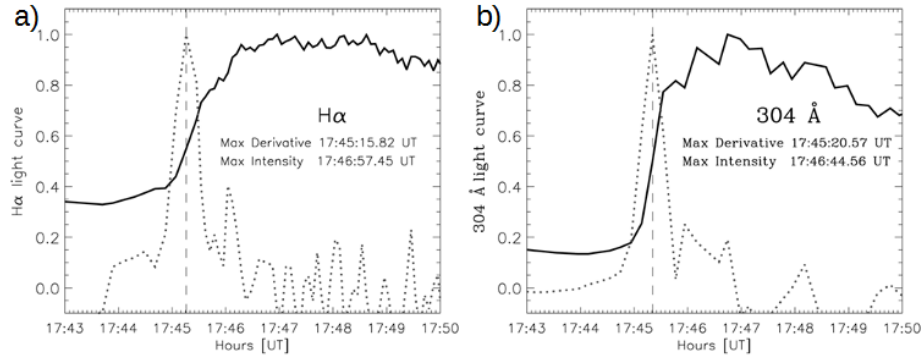 a)
1.0
0.8
0.6
0.4
0.2
0.0
Hα light curve
Hα
Max Derivative 17:45:15.82 UT
Max Intensity 17:46:57.45 UT
17:43 17:44 17:45 17:46 17:47 17:48 17:49 17:50
Hours [UT]
b)
1.0
0.8
0.6
0.4
0.2
0.0
304 Å light curve
304 Å
Max Derivative 17:45:20.57 UT
Max Intensity 17:46:44.56 UT
17:43 17:44 17:45 17:46 17:47 17:48 17:49 17:50
Hours [UT]